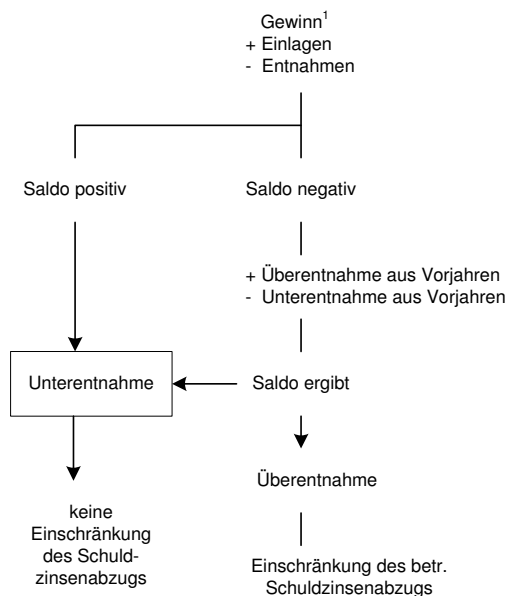 Gewinn¹
+ Einlagen
- Entnahmen
Saldo positiv
Saldo negativ
+ Überentnahme aus Vorjahren
- Unterentnahme aus Vorjahren
Unterentnahme
Saldo ergibt
Überentnahme
keine
Einschränkung
des Schuld-
zinsenabzugs
Einschränkung des betr.
Schuldzinsenabzugs